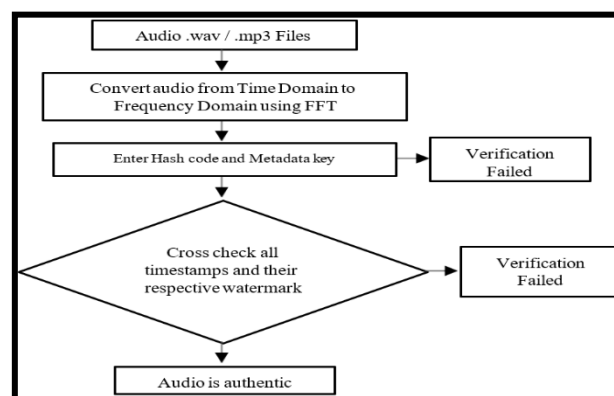 Audio .wav / .mp3 Files
Convert audio from Time Domain to
Frequency Domain using FFT
Enter Hash code and Metadata key
Verification
Failed
Cross check all
timestamps and their
respective watermark
Verification
Failed
Audio is authentic